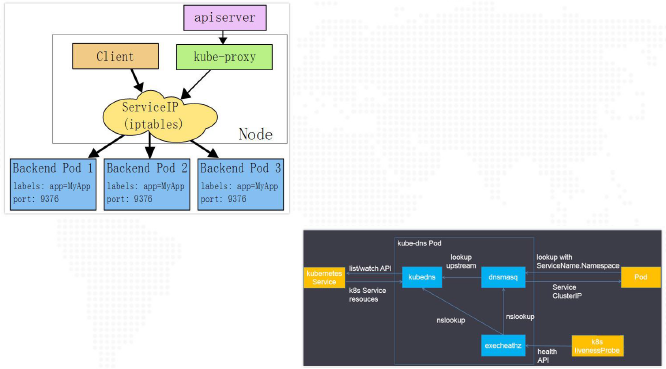 apiserver
Client
kube-proxy
ServiceIP
(iptables)
Node
Backend Pod 1
labels: app=MyApp
port: 9376
Backend Pod 2
labels: app=MyApp
port: 9376
Backend Pod 3
labels: app=MyApp
port: 9376
kube-dns Pod
kubernetes
Service
list/watch API
k8s Service
resouces
kubedns
lookup
upstream
dnsmasq
lookup with
ServiceName.Namespace
Service
ClusterIP
Pod
nslookup
nslookup
execheathz
health
API
k8s
livenessProbe